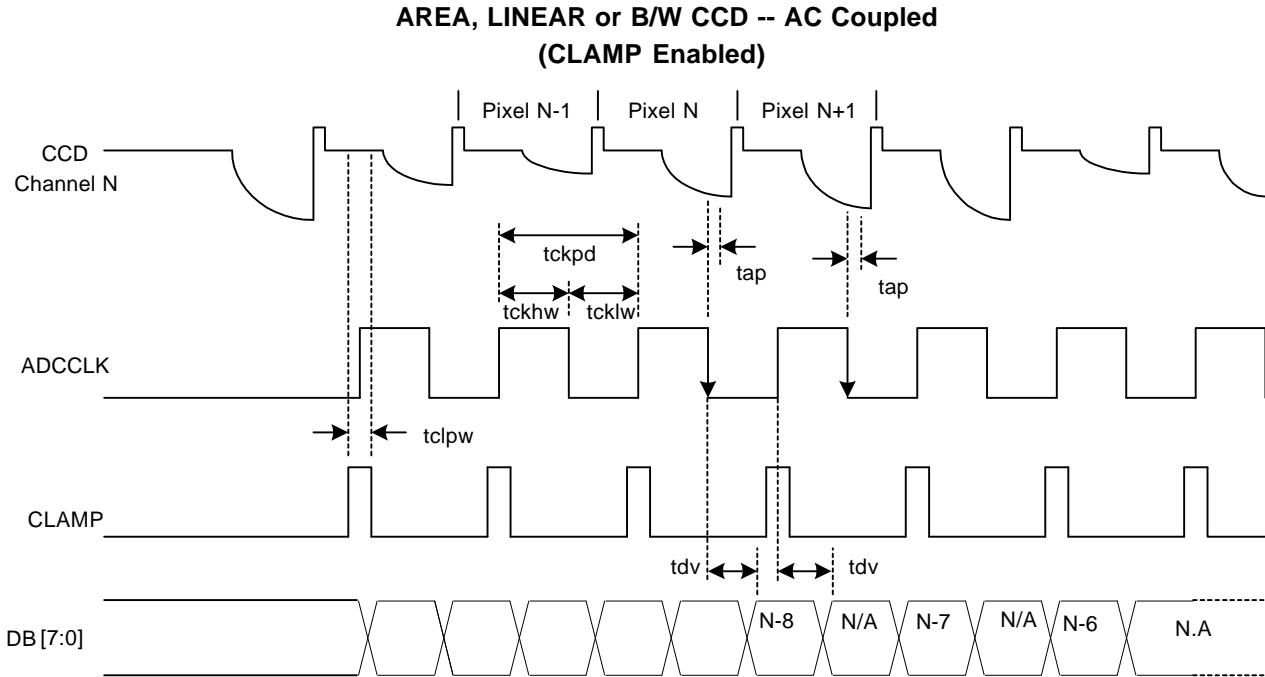 AREA, LINEAR or B/W CCD -- AC Coupled
(CLAMP Enabled)
Pixel N-1
Pixel N
Pixel N+1
CCD
Channel N
tckpd
tap
tap
tckhw
tcklw
ADCCLK
tclpw
CLAMP
tdv
tdv
DB [7:0]
N-8
N/A
N-7
N/A
N-6
N.A